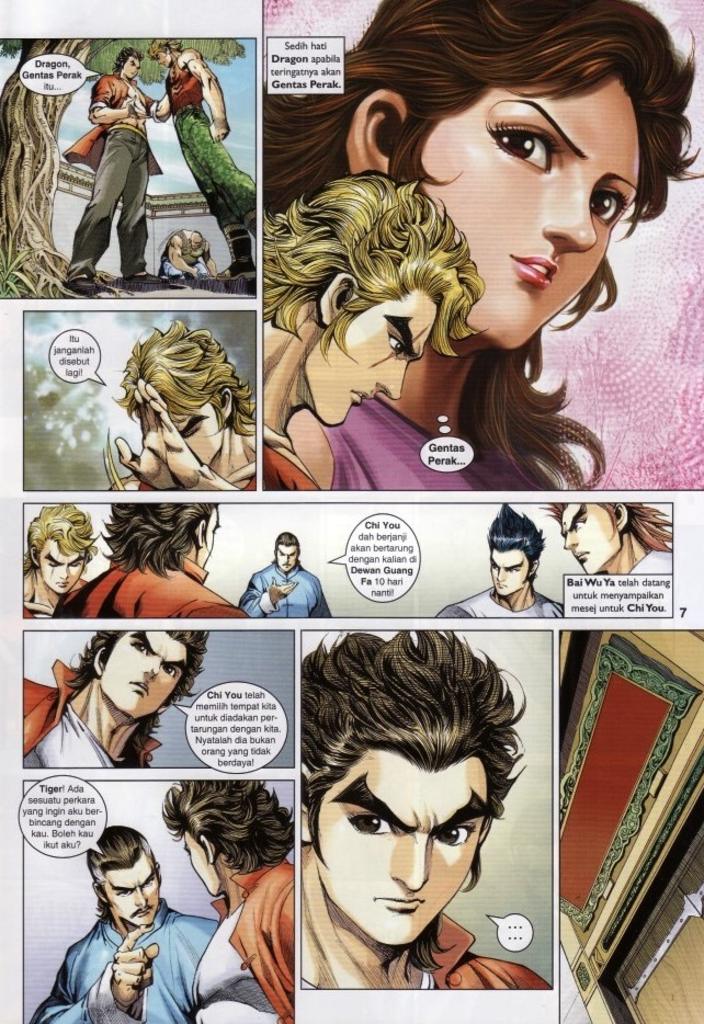 Dragon,
Gentas Perak
itu...
Sedih hati
Dragon apabila
teringatnya akan
Gentas Perak.
Itu
janganlah
disebut
lagi!
Gentas
Perak...
Chi You
dah berjanji
akan bertarung
dengan kalian di
Dewan Guang
Fa 10 hari
nanti!
Bai Wu Ya telah datang
untuk menyampaikan
mesej untuk Chi You.
7
Chi You telah
memilih tempat kita
untuk diadakan per-
tarungan dengan kita.
Nyatalah dia bukan
orang yang tidak
berdaya!
Tiger! Ada
sesuatu perkara
yang ingin aku ber-
bincang dengan
kau. Boleh kau
ikut aku?
...
...